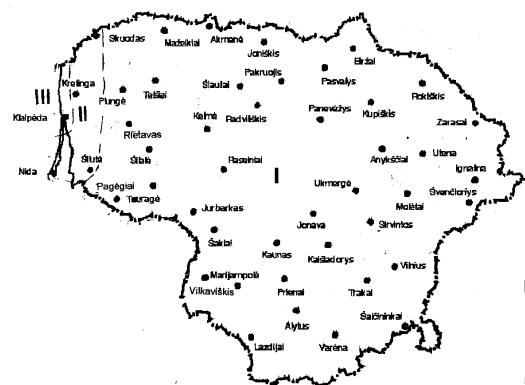 Skuodas
Mažeikiai
Akmenė
Joniškis
Biržai
Pakruojis
Pasvalys
Kretinga
Plungė
Telšiai
Šiauliai
Rokiškis
III
II
Klaipėda
Radviliškis
Panevėžys
Kupiškis
Zarasai
Rietavas
Kelmė
Šilutė
Šilalė
Raseiniai
Anykščiai
Utena
Ignalina
Nida
I
Pagėgiai
Tauragė
Ukmergė
Molėtai
Švenčionys
Jurbarkas
Jonava
Širvintos
Šakiai
Kaunas
Kaišiadorys
Vilnius
Marijampolė
Vilkaviškis
Prienai
Trakai
Alytus
Šalčininkai
Lazdijai
Varėna